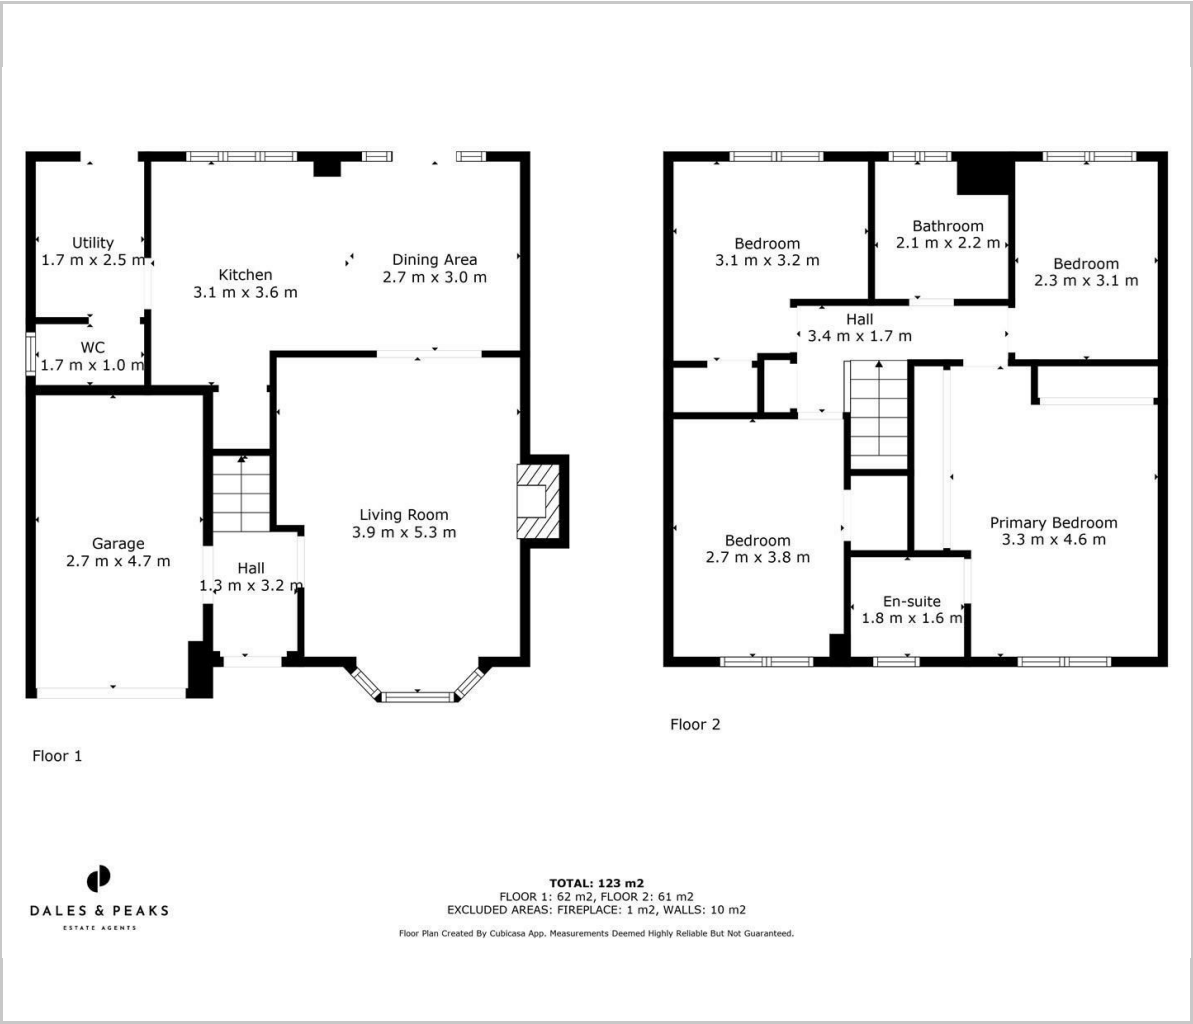 Utility
1.7 m x 2.5 m
Kitchen
3.1 m x 3.6 m
Dining Area
2.7 m x 3.0 m
WC
1.7 m x 1.0 m
Living Room
3.9 m x 5.3 m
Garage
2.7 m x 4.7 m
Hall
1.3 m x 3.2 m
Floor 1
Bedroom
3.1 m x 3.2 m
Bathroom
2.1 m x 2.2 m
Bedroom
2.3 m x 3.1 m
Hall
3.4 m x 1.7 m
Bedroom
2.7 m x 3.8 m
Primary Bedroom
3.3 m x 4.6 m
En-suite
1.8 m x 1.6 m
Floor 2
DALES & PEAKS
ESTATE AGENTS
TOTAL: 123 m2
FLOOR 1: 62 m2, FLOOR 2: 61 m2
EXCLUDED AREAS: FIREPLACE: 1 m2, WALLS: 10 m2
Floor Plan Created By Cubicasa App. Measurements Deemed Highly Reliable But Not Guaranteed.